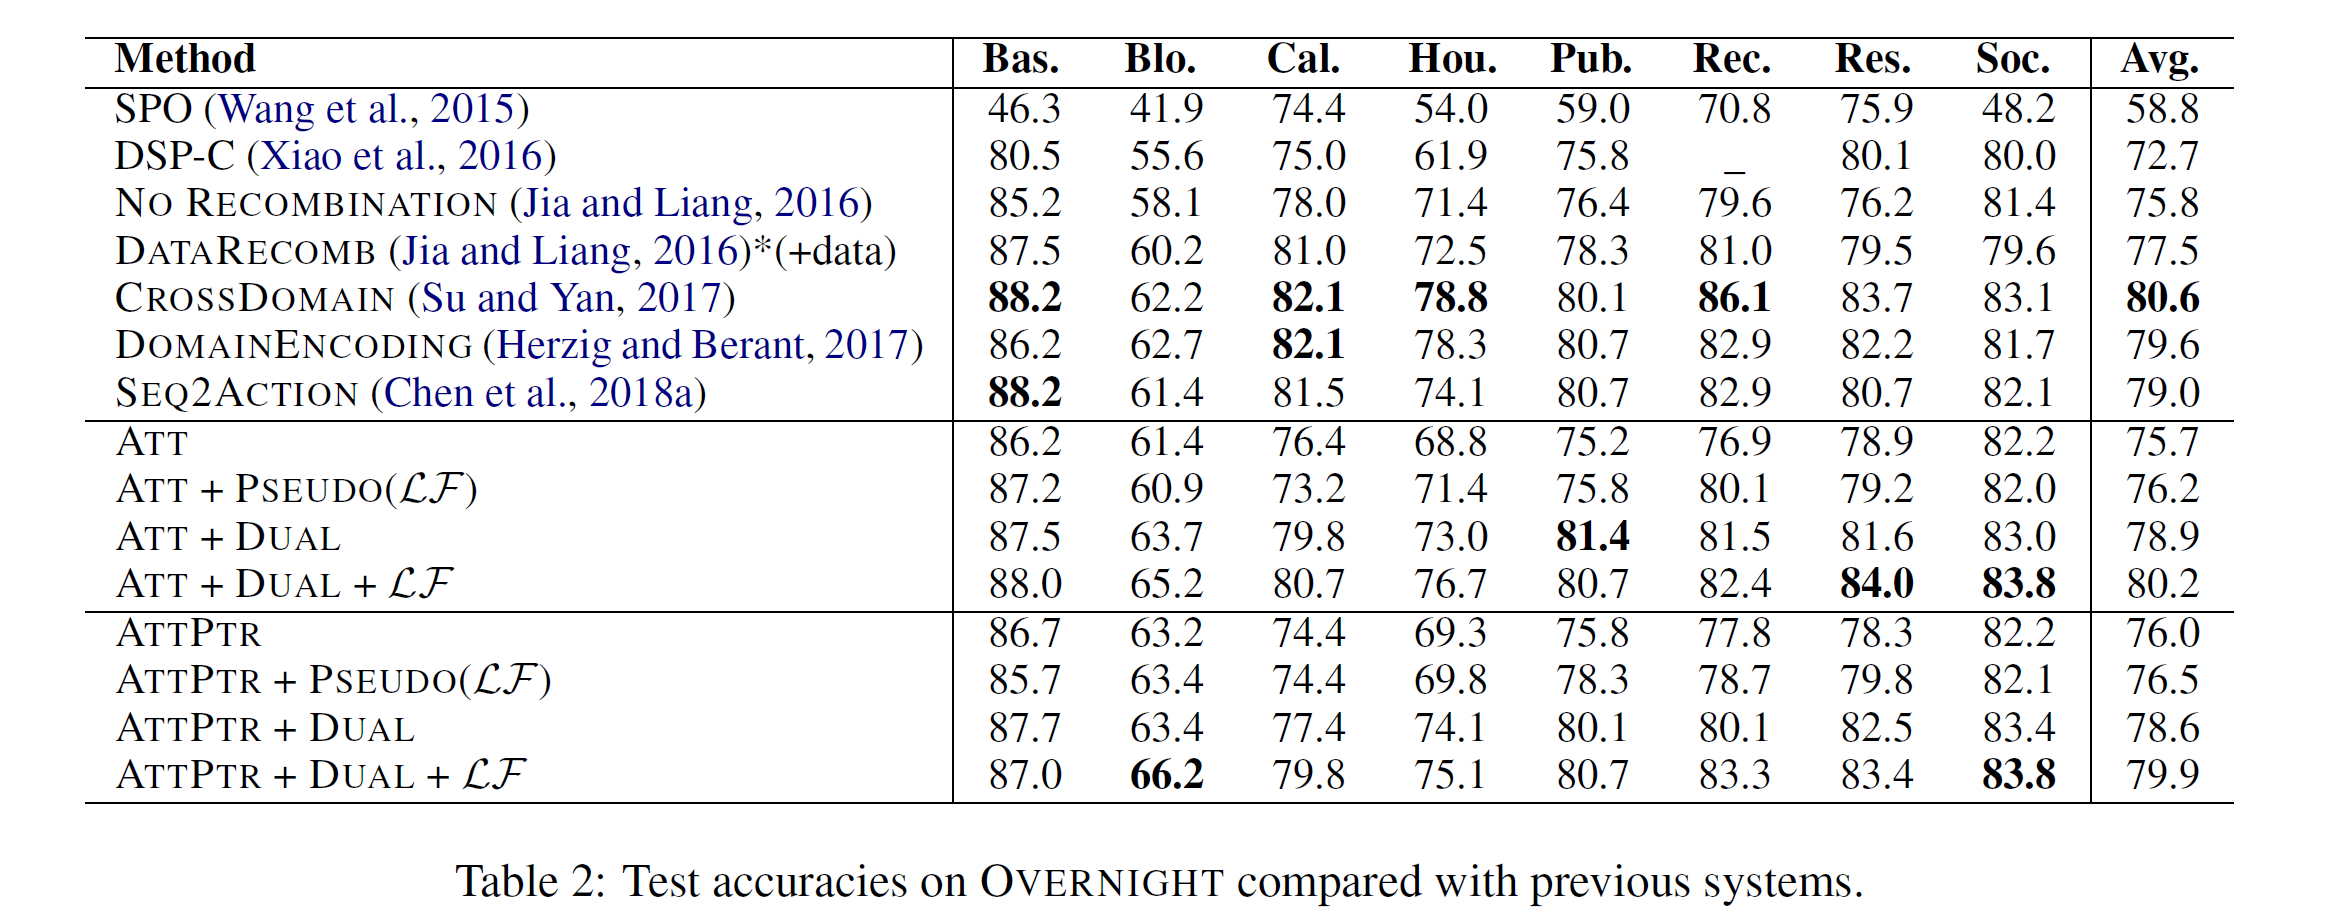 Method Bas. Blo. Cal. Hou. Pub. Rec. Res. Soc. Avg.
SPO (Wang et al., 2015) 46.3 41.9 74.4 54.0 59.0 70.8 75.9 48.2 58.8
DSP-C (Xiao et al., 2016) 80.5 55.6 75.0 61.9 75.8 _ 80.1 80.0 72.7
NO RECOMBINATION (Jia and Liang, 2016) 85.2 58.1 78.0 71.4 76.4 79.6 76.2 81.4 75.8
DATARECOMB (Jia and Liang, 2016)*(+data) 87.5 60.2 81.0 72.5 78.3 81.0 79.5 79.6 77.5
CROSSDOMAIN (Su and Yan, 2017) 88.2 62.2 82.1 78.8 80.1 86.1 83.7 83.1 80.6
DOMAINENCODING (Herzig and Berant, 2017) 86.2 62.7 82.1 78.3 80.7 82.9 82.2 81.7 79.6
SEQ2ACTION (Chen et al., 2018a) 88.2 61.4 81.5 74.1 80.7 82.9 80.7 82.1 79.0
ATT 86.2 61.4 76.4 68.8 75.2 76.9 78.9 82.2 75.7
ATT + PSEUDO(ℒℱ) 87.2 60.9 73.2 71.4 75.8 80.1 79.2 82.0 76.2
ATT + DUAL 87.5 63.7 79.8 73.0 81.4 81.5 81.6 83.0 78.9
ATT + DUAL + ℒℱ 88.0 65.2 80.7 76.7 80.7 82.4 84.0 83.8 80.2
ATTPTR 86.7 63.2 74.4 69.3 75.8 77.8 78.3 82.2 76.0
ATTPTR + PSEUDO(ℒℱ) 85.7 63.4 74.4 69.8 78.3 78.7 79.8 82.1 76.5
ATTPTR + DUAL 87.7 63.4 77.4 74.1 80.1 80.1 82.5 83.4 78.6
ATTPTR + DUAL + ℒℱ 87.0 66.2 79.8 75.1 80.7 83.3 83.4 83.8 79.9
Table 2: Test accuracies on OVERNIGHT compared with previous systems.